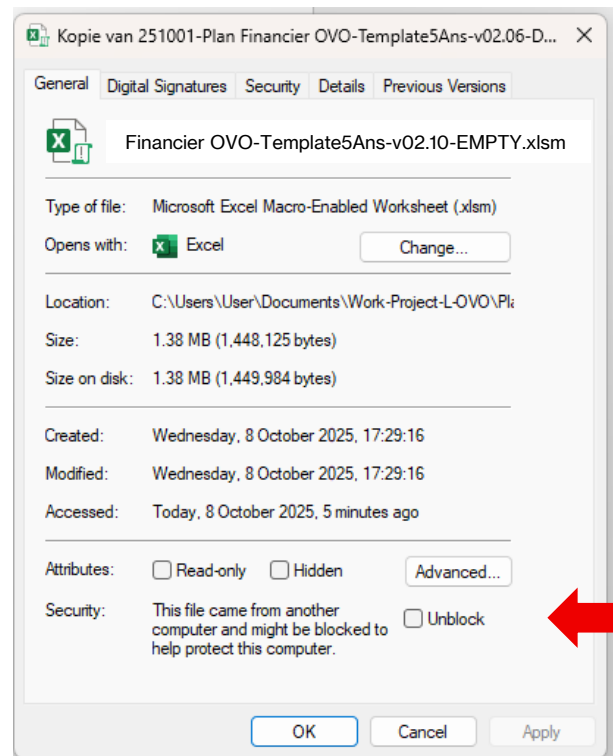 Kopie van 251001-Plan Financier OVO-Template5Ans-v02.06-D...
General Digital Signatures Security Details Previous Versions
Financier OVO-Template5Ans-v02.10-EMPTY.xlsm
Type of file: Microsoft Excel Macro-Enabled Worksheet (.xlsm)
Opens with: Excel Change...
Location: C:\Users\User\Documents\Work-Project-L-OVO\Pla
Size: 1.38 MB (1,448,125 bytes)
Size on disk: 1.38 MB (1,449,984 bytes)
Created: Wednesday, 8 October 2025, 17:29:16
Modified: Wednesday, 8 October 2025, 17:29:16
Accessed: Today, 8 October 2025, 5 minutes ago
Attributes: Read-only Hidden Advanced...
Security: This file came from another
computer and might be blocked to
help protect this computer.
Unblock
OK Cancel Apply